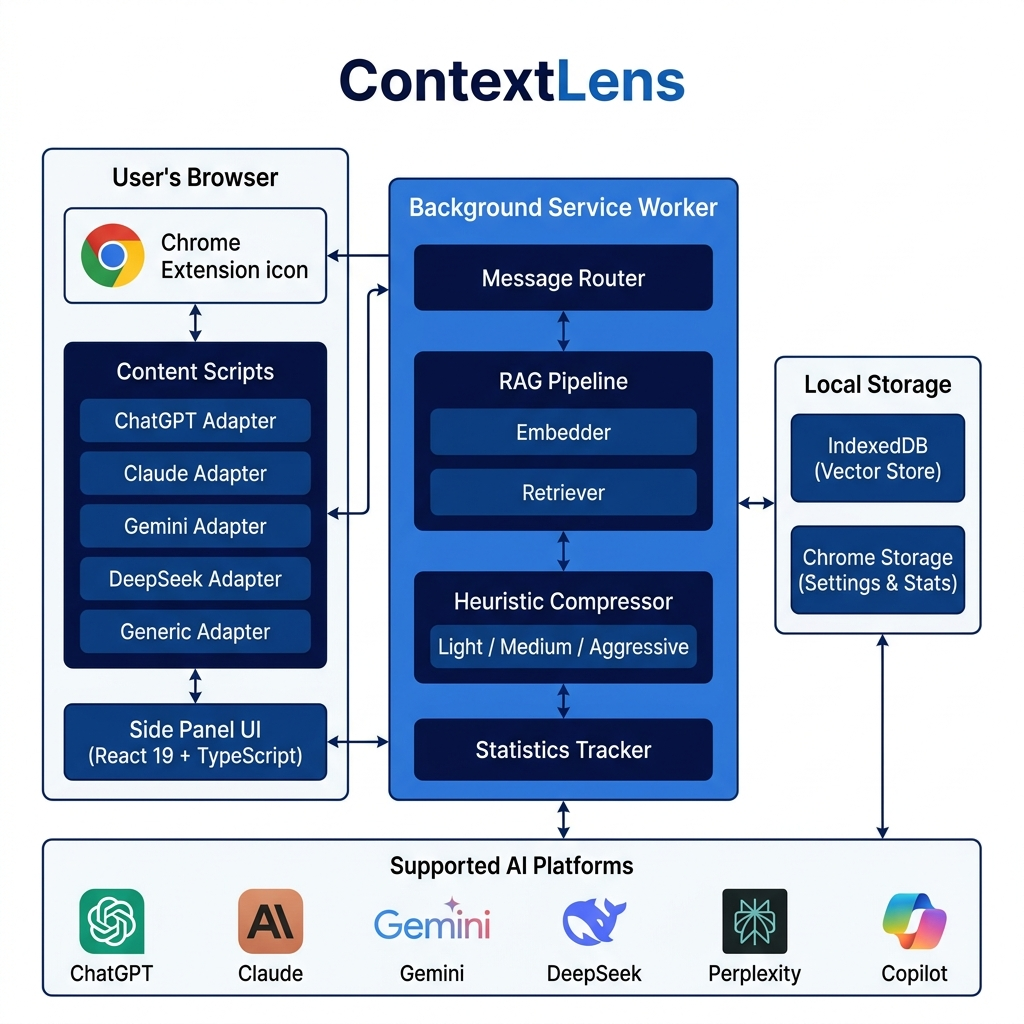 ContextLens
User's Browser
Chrome
Extension icon
Content Scripts
ChatGPT Adapter
Claude Adapter
Gemini Adapter
DeepSeek Adapter
Generic Adapter
Side Panel UI
(React 19 + TypeScript)
Background Service Worker
Message Router
RAG Pipeline
Embedder
Retriever
Heuristic Compressor
Light / Medium / Aggressive
Statistics Tracker
Local Storage
IndexedDB
(Vector Store)
Chrome Storage
(Settings & Stats)
Supported AI Platforms
AI
Gemini
ChatGPT
Claude
Gemini
DeepSeek
Perplexity
Copilot